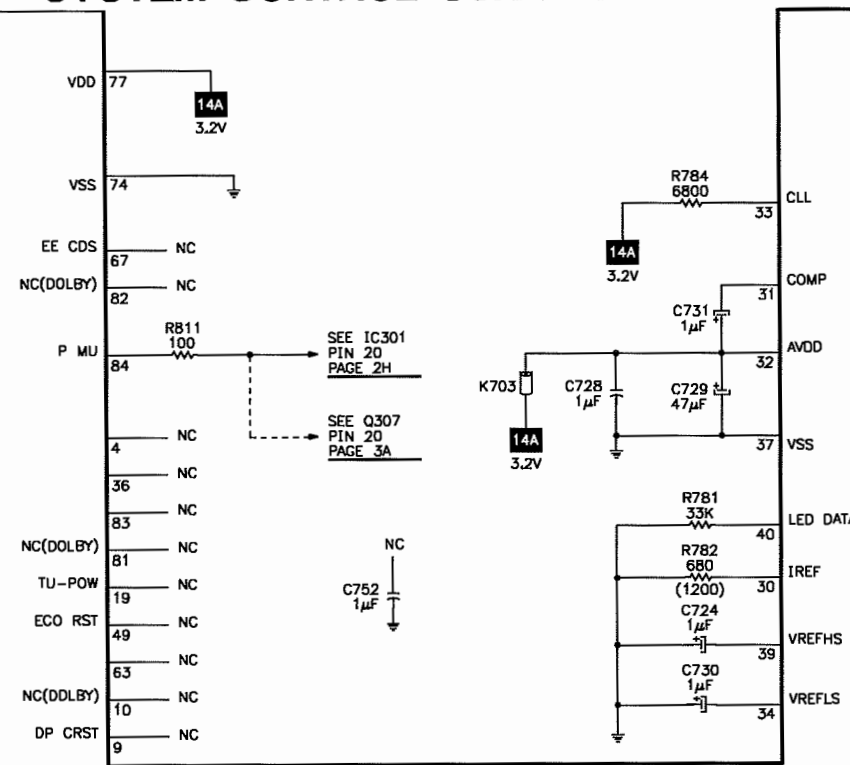 VDD 77
14A
3.2V
VSS 74
EE CDS 67 NC
NC(DOLBY) 82 NC
P MU 84
R811
100
SEE IC301
PIN 20
PAGE 2H
SEE Q307
PIN 20
PAGE 3A
4 NC
36 NC
83 NC
NC(DOLBY) 81 NC
TU-POW 19 NC
ECO RST 49 NC
63 NC
NC(DDLBY) 10 NC
DP CRST 9 NC
NC
C752
1µF
R784
6800
33 CLL
14A
3.2V
31 COMP
C731
1µF
+
32 AVDD
K703
14A
3.2V
C728
1µF
C729
+
47µF
37 VSS
R781
33K
40 LED DATA
R782
680
(1200)
30 IREF
C724
1µF
+
39 VREFHS
C730
1µF
+
34 VREFLS